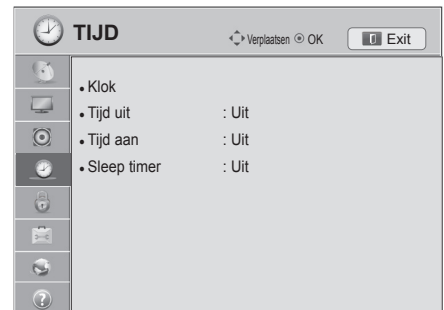 TIJD Verplaatsen OK Exit
• Klok
• Tijd uit : Uit
• Tijd aan : Uit
• Sleep timer : Uit